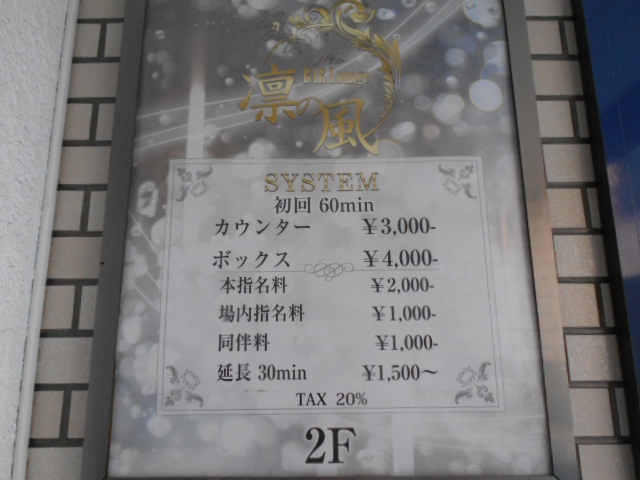 凛の風
SYSTEM
初回 60min
カウンター ¥3,000-
ボックス ¥4,000-
本指名料 ¥2,000-
場内指名料 ¥1,000-
同伴料 ¥1,000-
延長 30min ¥1,500〜
TAX 20%
2F